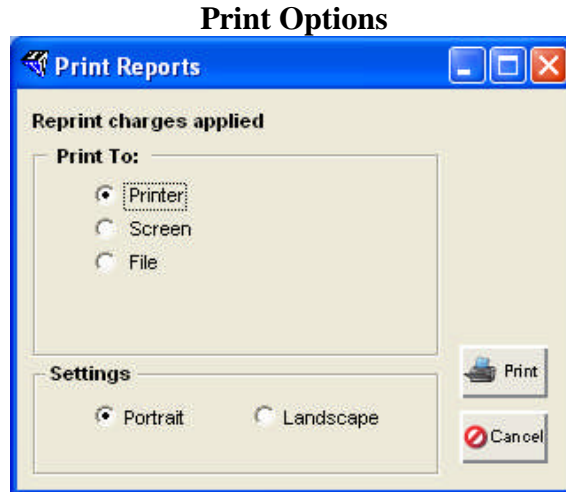 Print Options
Print Reports
Reprint charges applied
Print To:
Printer
Screen
File
Settings
Portrait Landscape
Print
Cancel